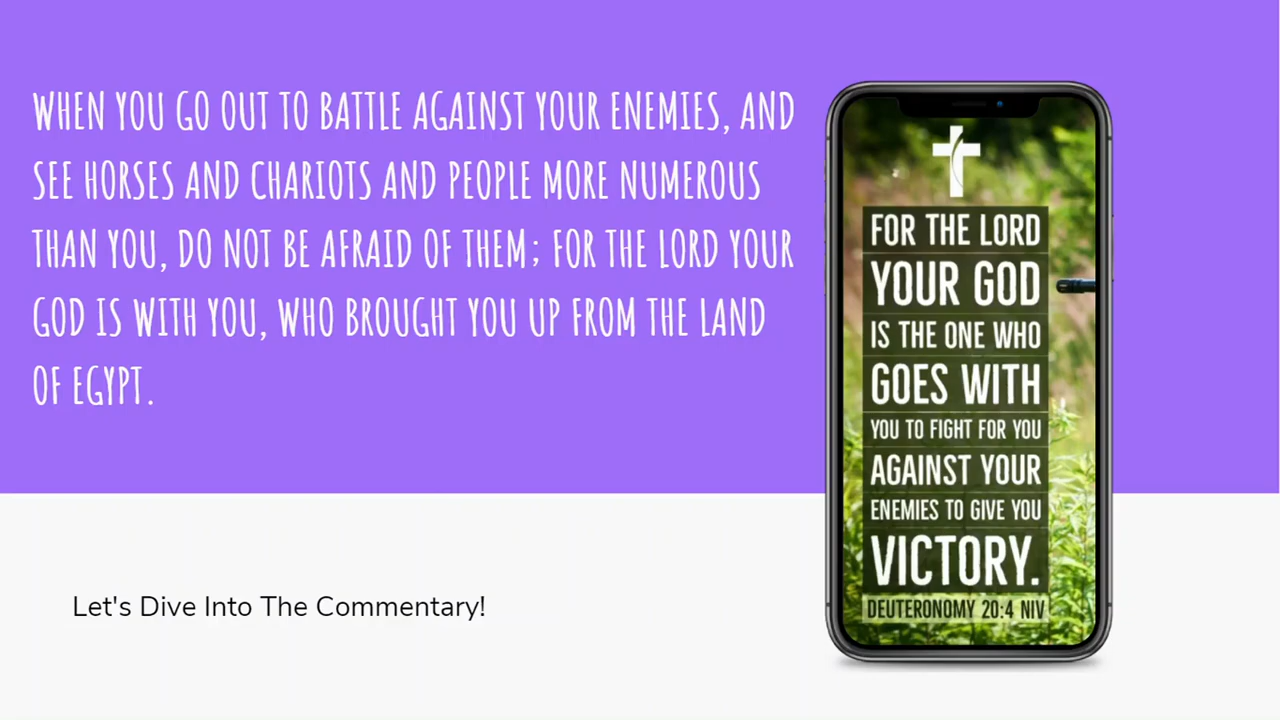 WHEN YOU GO OUT TO BATTLE AGAINST YOUR ENEMIES, AND
SEE HORSES AND CHARIOTS AND PEOPLE MORE NUMEROUS
THAN YOU, DO NOT BE AFRAID OF THEM; FOR THE LORD YOUR
GOD IS WITH YOU, WHO BROUGHT YOU UP FROM THE LAND
OF EGYPT.
Let's Dive Into The Commentary!
FOR THE LORD
YOUR GOD
IS THE ONE WHO
GOES WITH
YOU TO FIGHT FOR YOU
AGAINST YOUR
ENEMIES TO GIVE YOU
VICTORY.
DEUTERONOMY 20:4 NIV